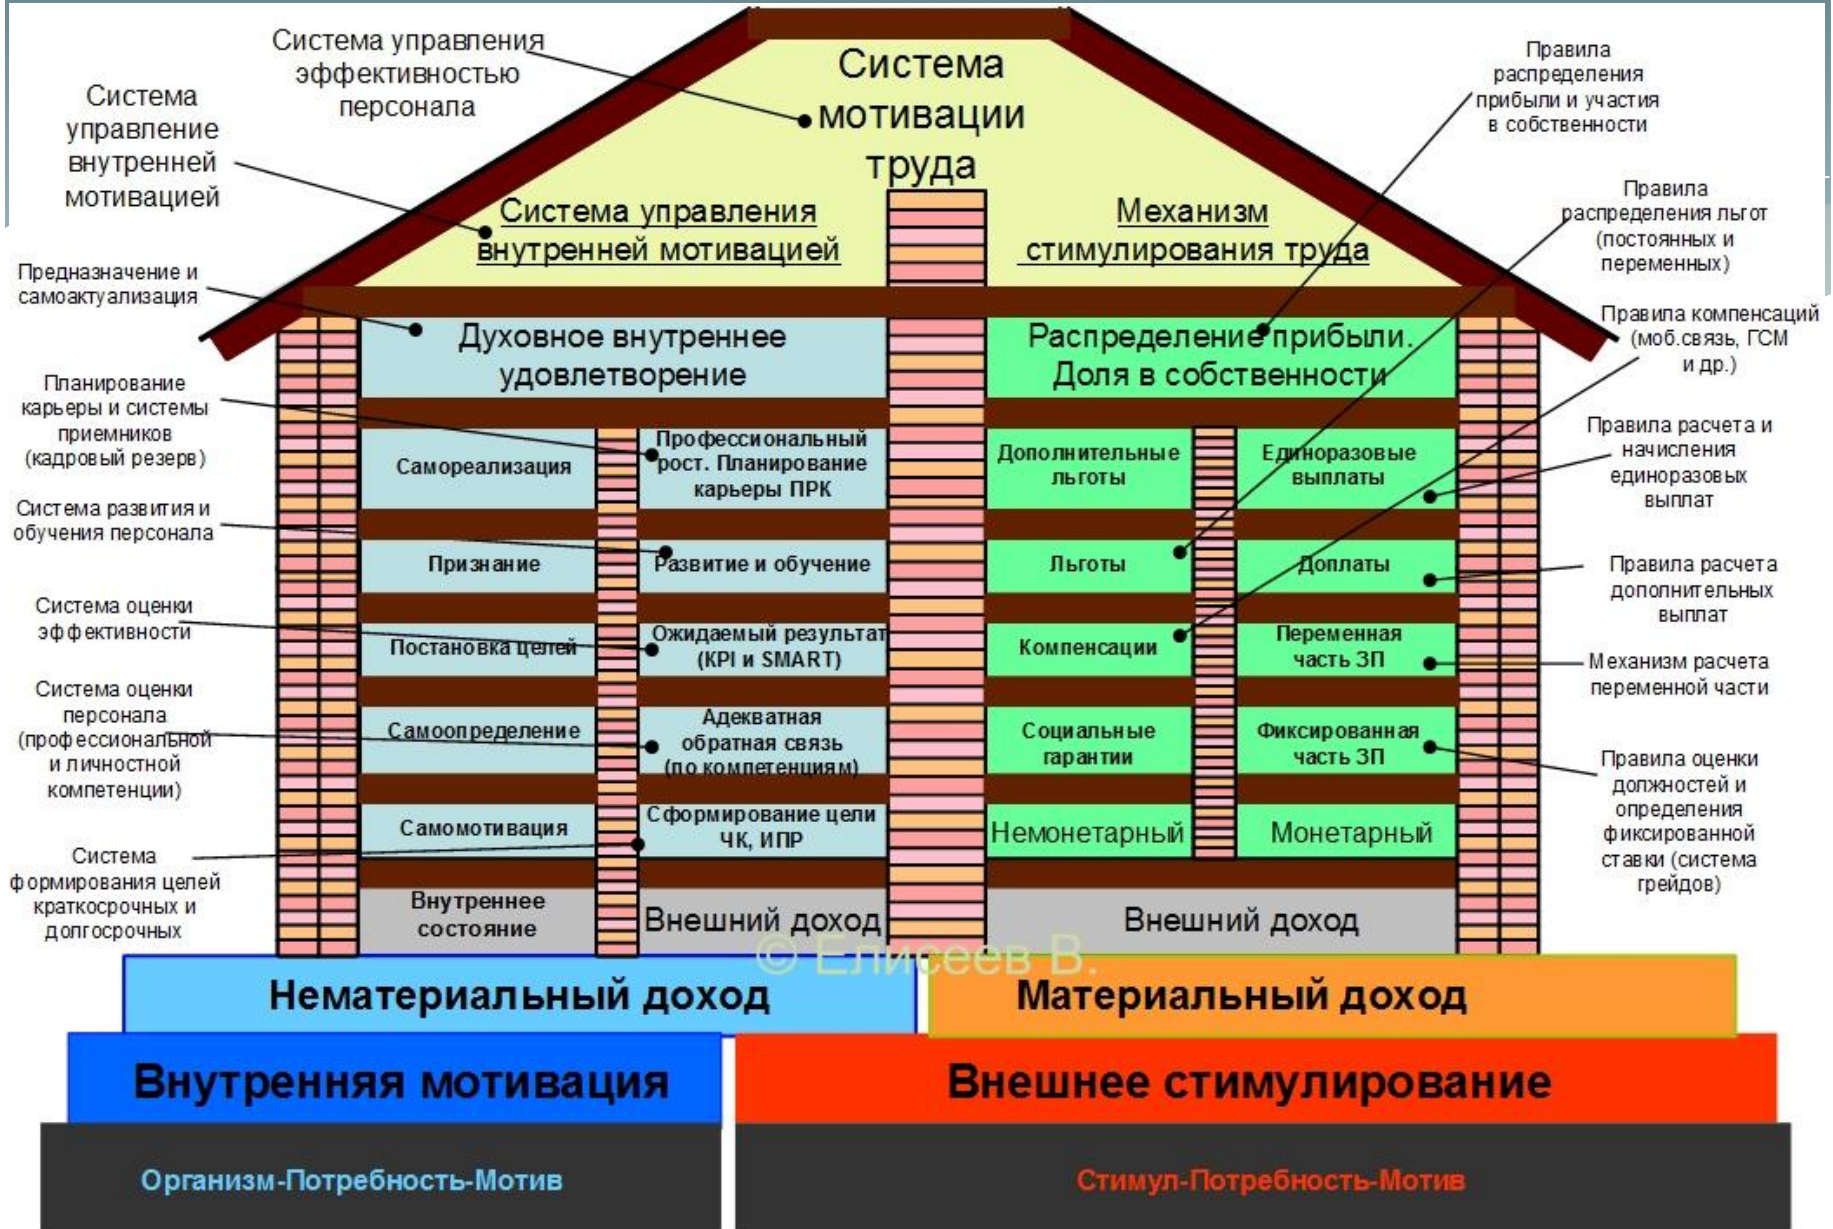 Система управления
эффективностью
персонала
Система
управление
внутренней
мотивацией
Система
мотивации
труда
Система управления
внутренней мотивацией
Механизм
стимулирования труда
Правила
распределения
прибыли и участия
в собственности
Правила
распределения льгот
(постоянных и
переменных)
Правила компенсаций
(моб.связь, ГСМ
и др.)
Правила расчета и
начисления
единоразовых
выплат
Правила расчета
дополнительных
выплат
Механизм расчета
переменной части
Правила оценки
должностей и
определения
фиксированной
ставки (система
грейдов)
Предназначение и
самоактуализация
Планирование
карьеры и системы
приемников
(кадровый резерв)
Система развития и
обучения персонала
Система оценки
эффективности
Система оценки
персонала
(профессиональной
и личностной
компетенции)
Система
формирования целей
краткосрочных и
долгосрочных
Духовное внутреннее
удовлетворение
Распределение прибыли.
Доля в собственности
Самореализация
Профессиональный
рост. Планирование
карьеры ПРК
Дополнительные
льготы
Единоразовые
выплаты
Признание
Развитие и обучение
Льготы
Доплаты
Постановка целей
Ожидаемый результат
(KPI и SMART)
Компенсации
Переменная
часть ЗП
Самоопределение
Адекватная
обратная связь
(по компетенциям)
Социальные
гарантии
Фиксированная
часть ЗП
Самомотивация
Сформирование цели
ЧК, ИПР
Немонетарный
Монетарный
Внутреннее
состояние
Внешний доход
Внешний доход
© Елисеев В.
Нематериальный доход
Материальный доход
Внутренняя мотивация
Внешнее стимулирование
Организм-Потребность-Мотив
Стимул-Потребность-Мотив